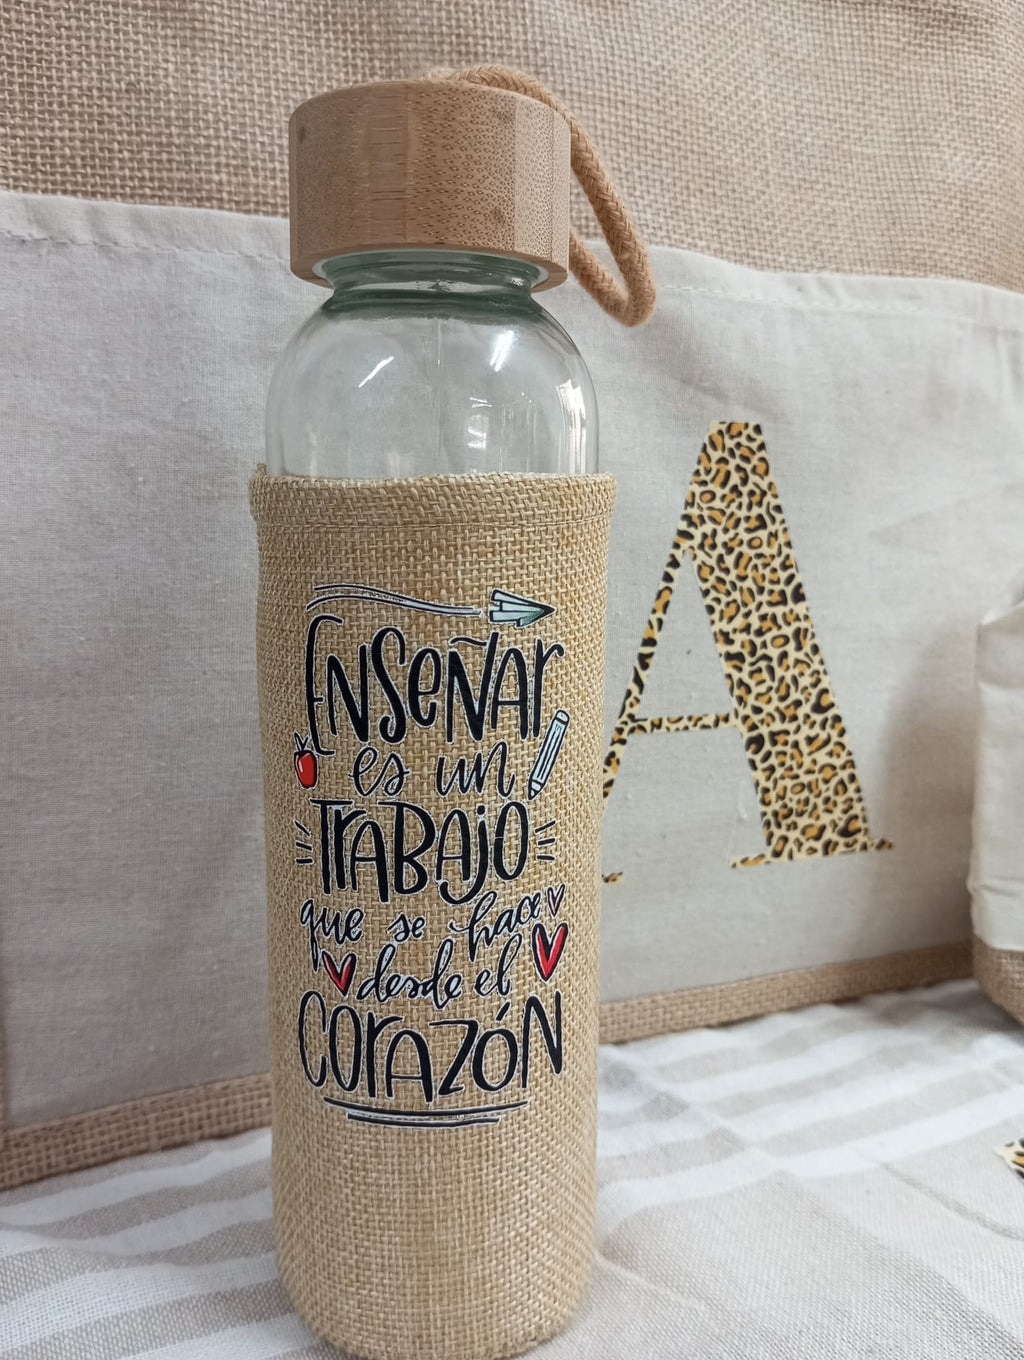 ENSEÑAR
es un
TRABAJO
que se hace
desde el
CORAZÓN
A